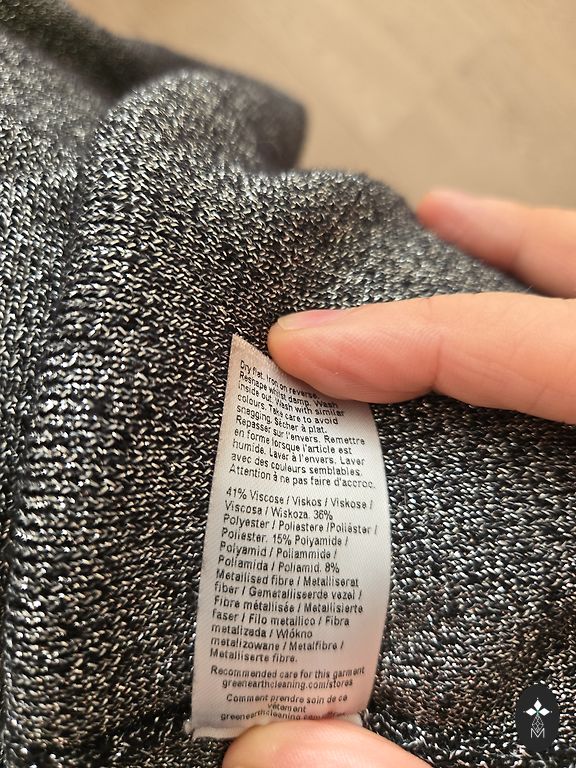 Dry flat. Iron on reverse.
Reshape whilst damp. Wash
inside out. Wash with similar
colours. Take care to avoid
snagging. Sécher à plat.
Repasser sur l'envers. Remettre
en forme lorsque l'article est
humide. Laver à l'envers. Laver
avec des couleurs semblables.
Attention à ne pas faire d'accroc.
41% Viscose / Viskos / Viskose /
Viscosa / Wiskoza. 36%
Polyester / Poliestere / Poliéster /
Poliester. 15% Polyamide /
Polyamid / Poliammide /
Poliamida / Poliamid. 8%
Metallised fibre / Metalliserat
fiber / Gemetalliseerde vezel /
Fibre métallisée / Metallisierte
faser / Filo metallico / Fibra
metalizada / Włókno
metalizowane / Metalfibre /
Metalliserte fibre.
Recommended care for this garment
greenearthcleaning.com/stores
Comment prendre soin de ce
vêtement
greenearthcleaning.com